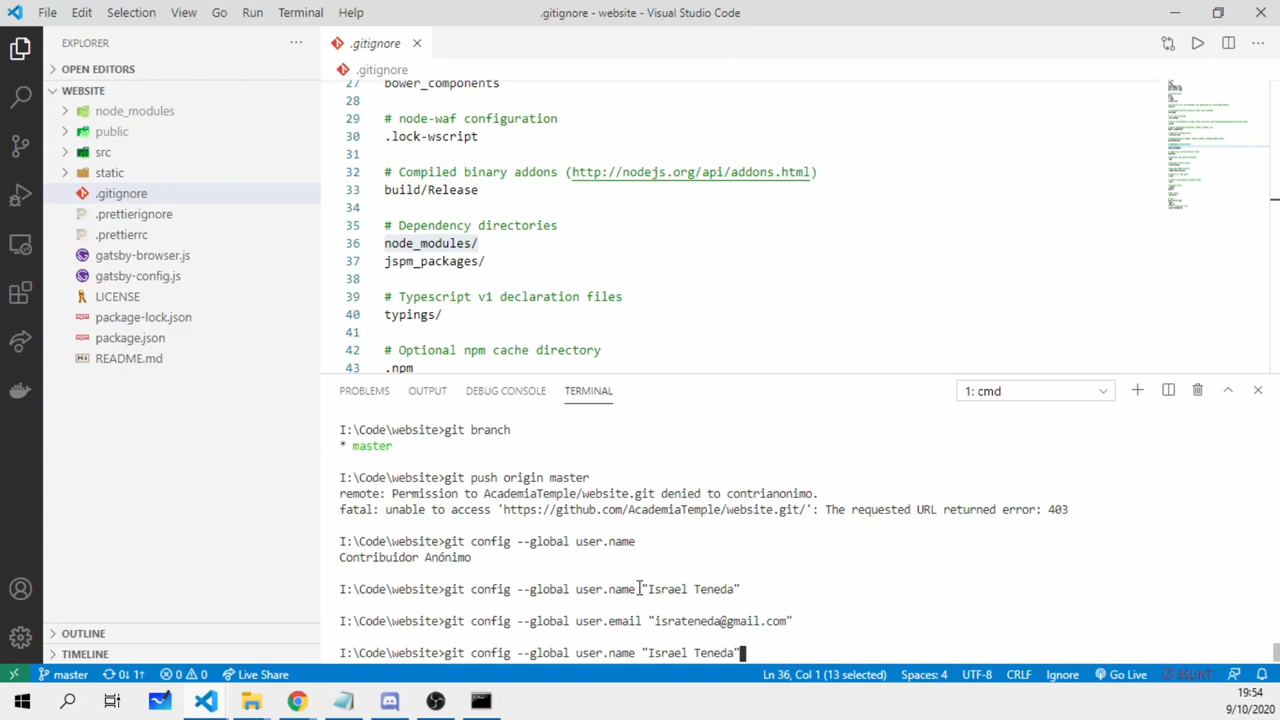 File Edit Selection View Go Run Terminal Help
.gitignore - website - Visual Studio Code
EXPLORER
OPEN EDITORS
WEBSITE
node_modules
public
src
static
.gitignore
.prettierignore
.prettierrc
gatsby-browser.js
gatsby-config.js
LICENSE
package-lock.json
package.json
README.md
OUTLINE
TIMELINE
.gitignore
.gitignore
27 bower_components
28
29 # node-waf configuration
30 .lock-wscript
31
32 # Compiled binary addons (http://nodejs.org/api/addons.html)
33 build/Release
34
35 # Dependency directories
36 node_modules/
37 jspm_packages/
38
39 # Typescript v1 declaration files
40 typings/
41
42 # Optional npm cache directory
43 .npm
PROBLEMS OUTPUT DEBUG CONSOLE TERMINAL
1: cmd
I:\Code\website>git branch
* master
I:\Code\website>git push origin master
remote: Permission to AcademiaTemple/website.git denied to contrianonimo.
fatal: unable to access 'https://github.com/AcademiaTemple/website.git/': The requested URL returned error: 403
I:\Code\website>git config --global user.name
Contribuidor Anónimo
I:\Code\website>git config --global user.name "Israel Teneda"
I:\Code\website>git config --global user.email "israteneda@gmail.com"
I:\Code\website>git config --global user.name "Israel Teneda"
master 0↓ 1↑ 0 0 Live Share
Ln 36, Col 1 (13 selected) Spaces: 4 UTF-8 CRLF Ignore Go Live ESLINT
19:54
9/10/2020